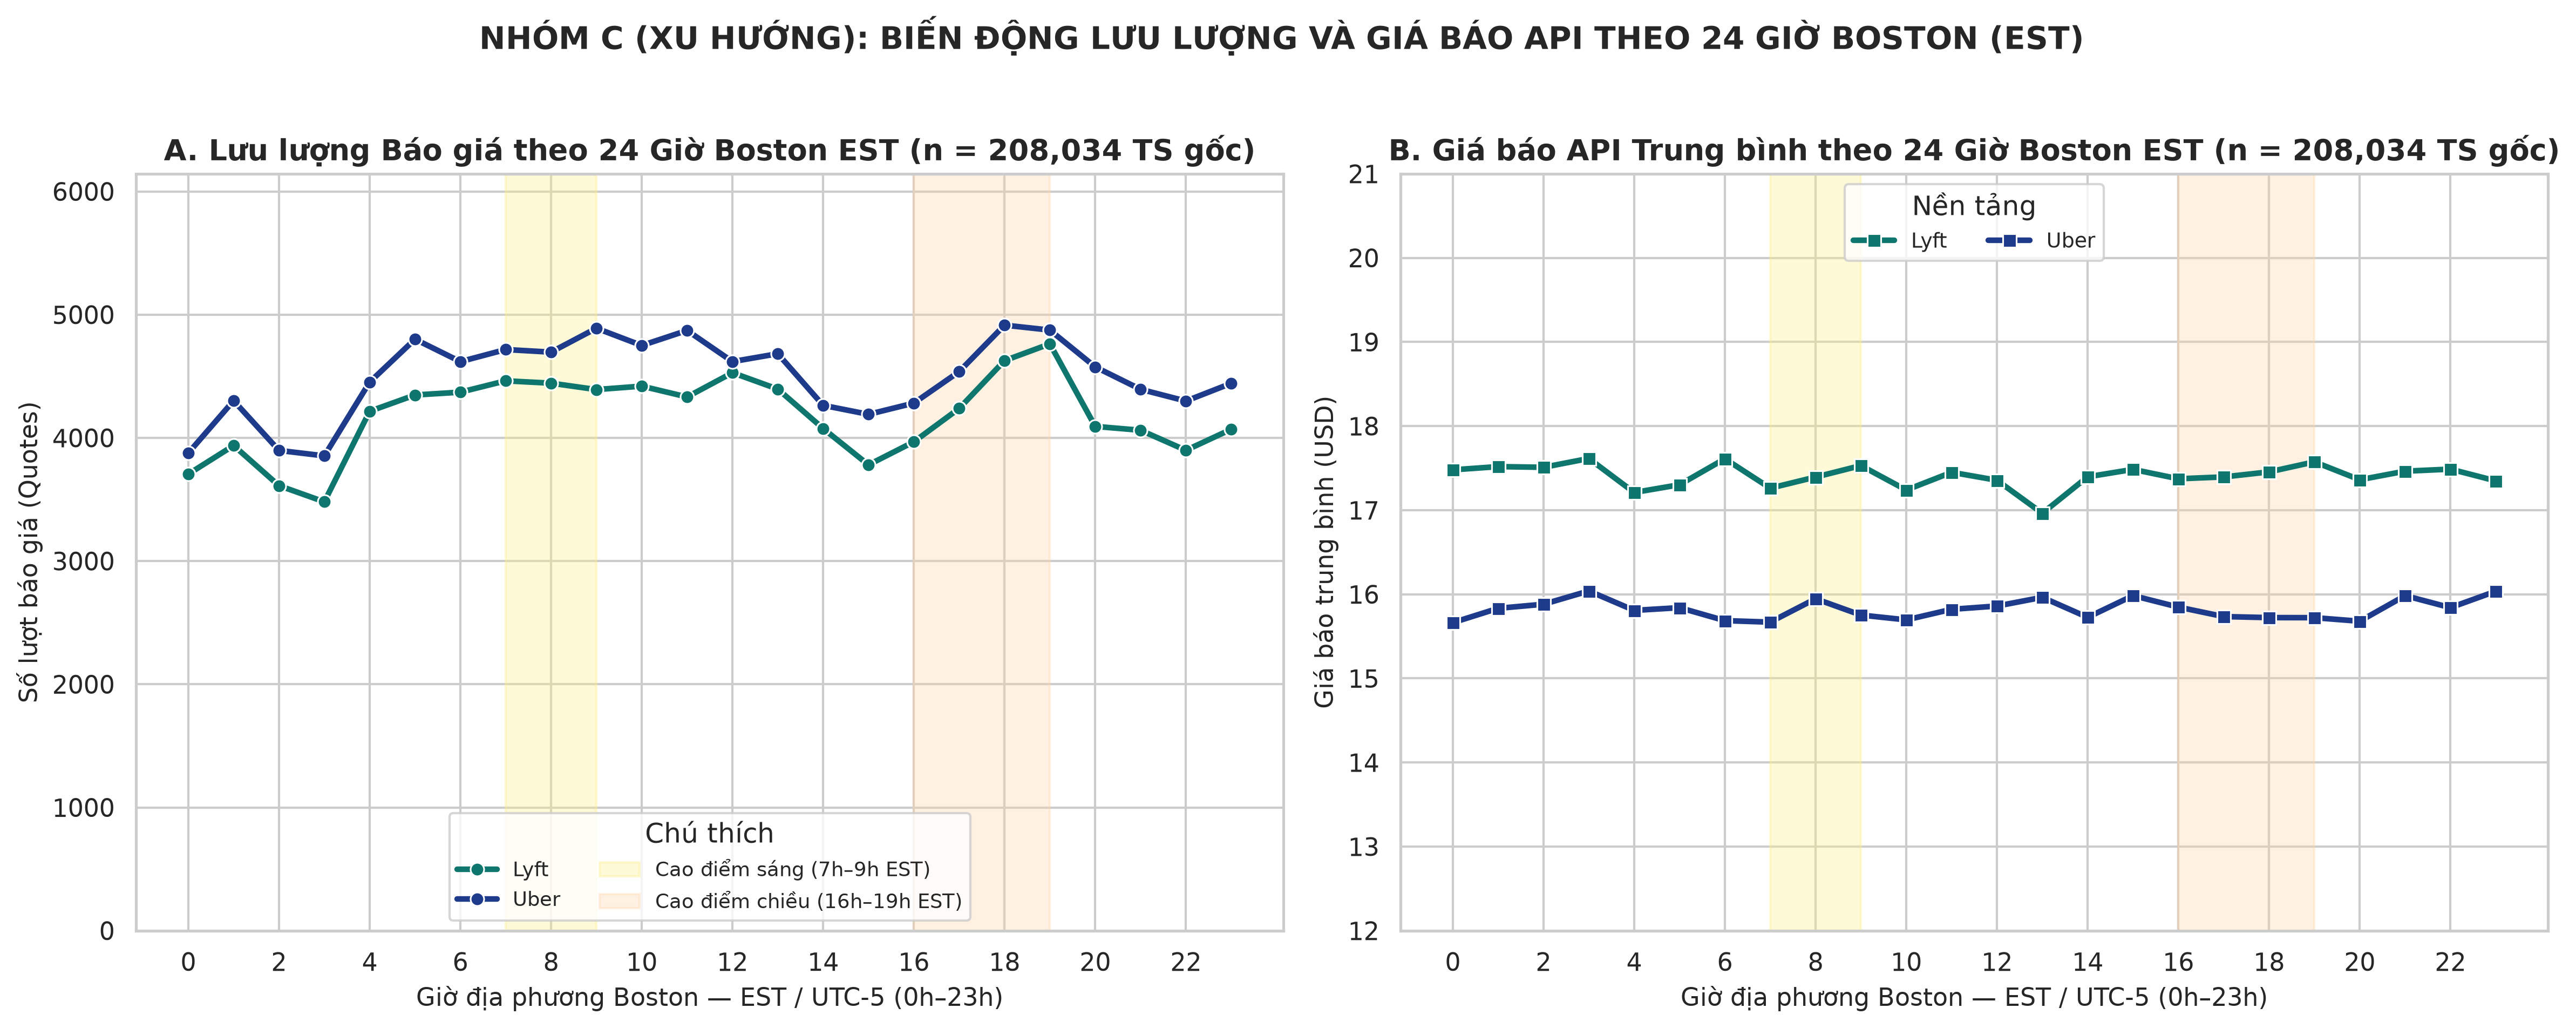 NHÓM C (XU HƯỚNG): BIẾN ĐỘNG LƯU LƯỢNG VÀ GIÁ BÁO API THEO 24 GIỜ BOSTON (EST)
A. Lưu lượng Báo giá theo 24 Giờ Boston EST (n = 208,034 TS gốc)
Số lượt báo giá (Quotes)
6000
5000
4000
3000
2000
1000
0
Chú thích
Lyft
Uber
Cao điểm sáng (7h–9h EST)
Cao điểm chiều (16h–19h EST)
0 2 4 6 8 10 12 14 16 18 20 22
Giờ địa phương Boston — EST / UTC-5 (0h–23h)
B. Giá báo API Trung bình theo 24 Giờ Boston EST (n = 208,034 TS gốc)
Giá báo trung bình (USD)
21
20
19
18
17
16
15
14
13
12
Nền tảng
Lyft Uber
0 2 4 6 8 10 12 14 16 18 20 22
Giờ địa phương Boston — EST / UTC-5 (0h–23h)